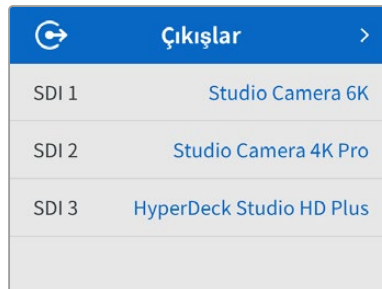 Çıkışlar
SDI 1 Studio Camera 6K
SDI 2 Studio Camera 4K Pro
SDI 3 HyperDeck Studio HD Plus